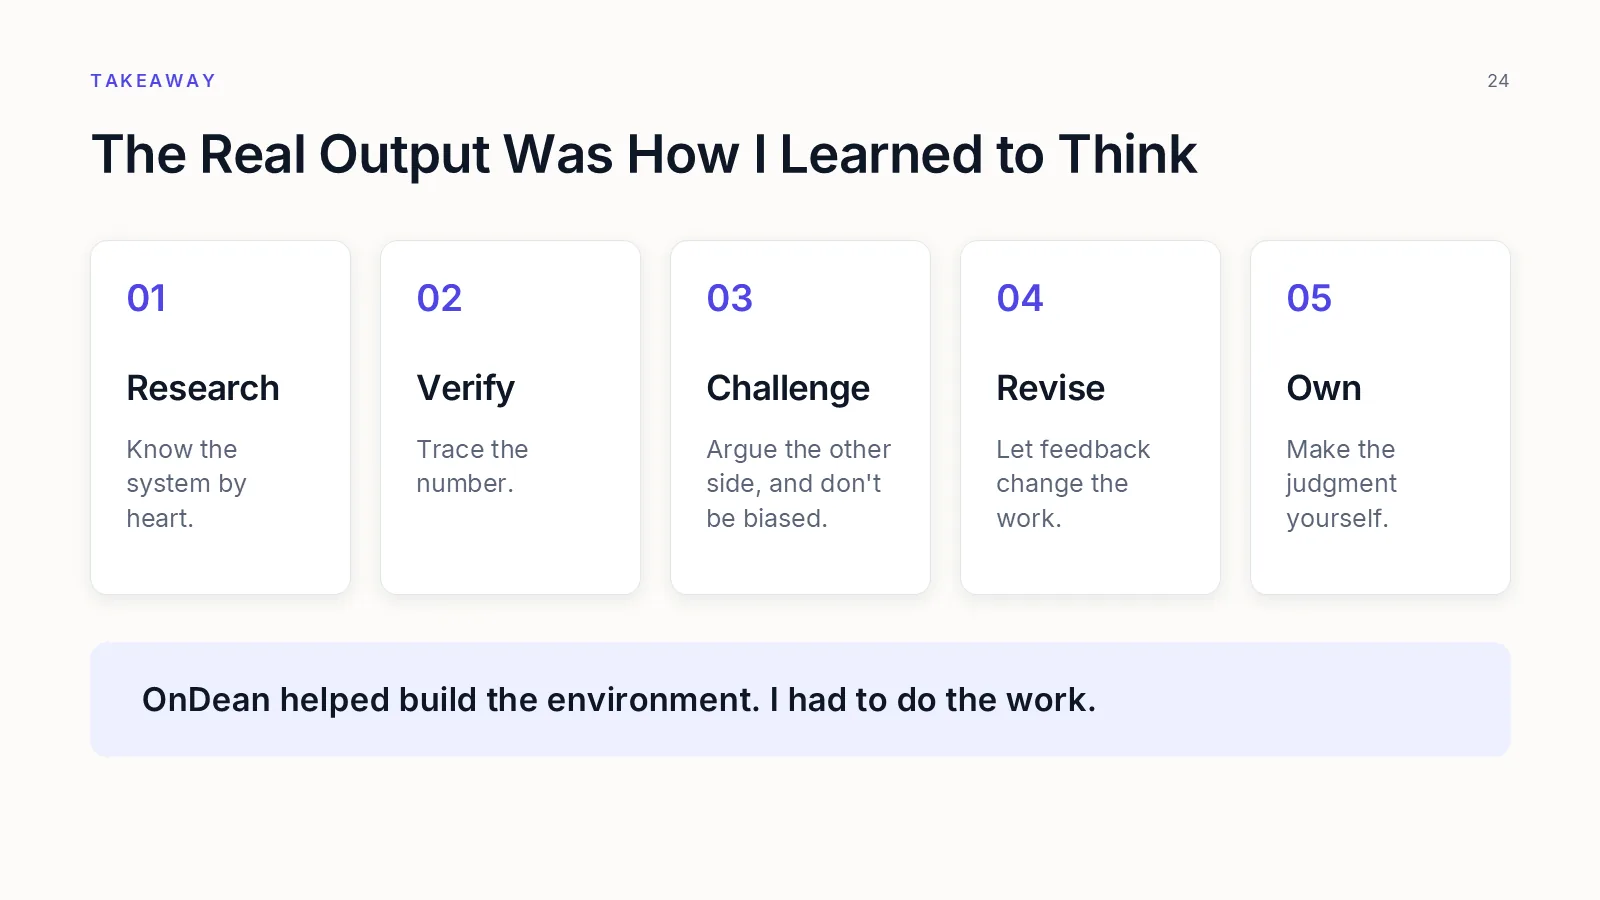 TAKEAWAY
24
The Real Output Was How I Learned to Think
01
Research
Know the
system by
heart.
02
Verify
Trace the
number.
03
Challenge
Argue the other
side, and don't
be biased.
04
Revise
Let feedback
change the
work.
05
Own
Make the
judgment
yourself.
OnDean helped build the environment. I had to do the work.